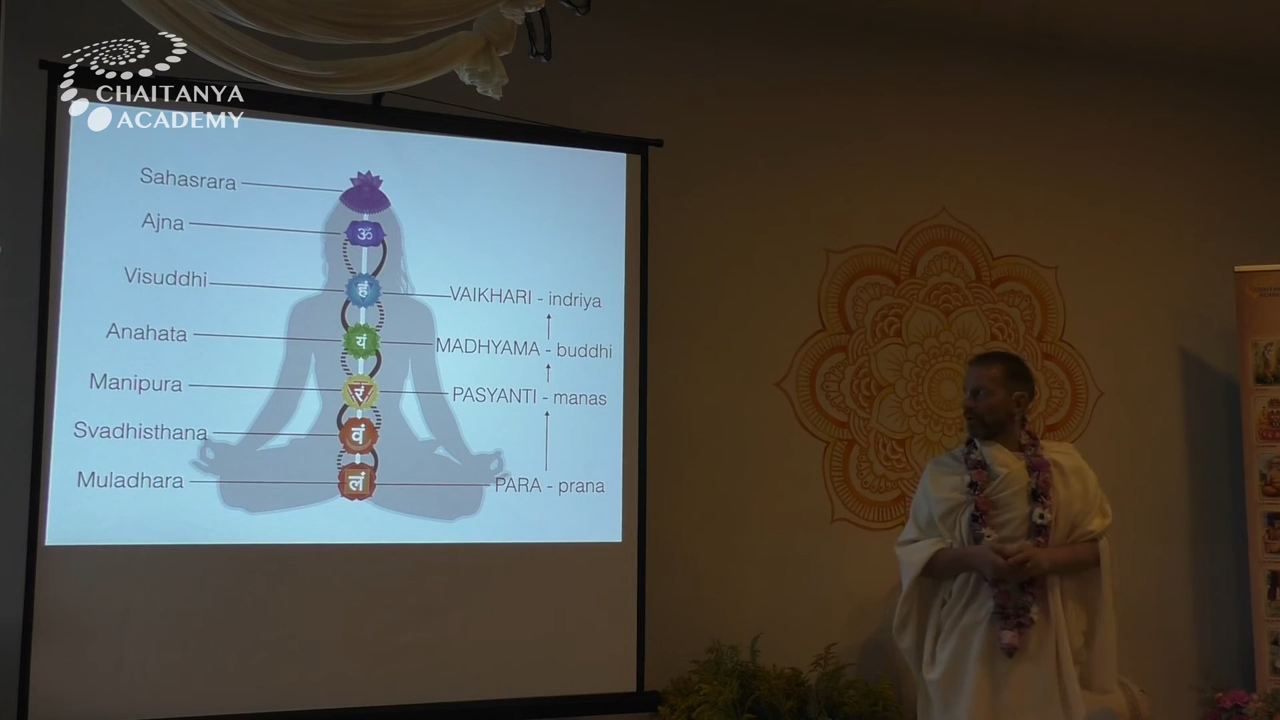 CHAITANYA
ACADEMY
Sahasrara
Ajna
ॐ
Visuddhi
हं
VAIKHARI - indriya
Anahata
यं
MADHYAMA - buddhi
Manipura
रं
PASYANTI - manas
Svadhisthana
वं
Muladhara
लं
PARA - prana